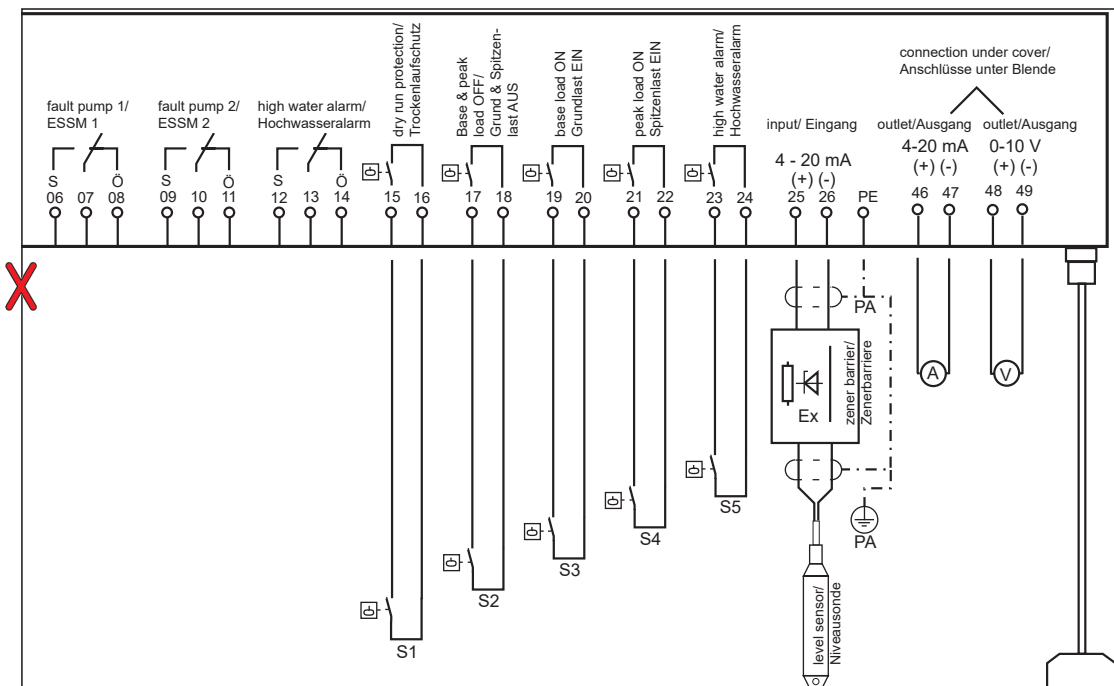 fault pump 1/
ESSM 1
S
Ö
06
07
08
fault pump 2/
ESSM 2
S
Ö
09
10
11
high water alarm/
Hochwasseralarm
S
Ö
12
13
14
dry run protection/
Trockenlaufschutz
15
16
Base & peak
load OFF/
Grund & Spitzen-
last AUS
17
18
base load ON
Grundlast EIN
19
20
peak load ON
Spitzenlast EIN
21
22
high water alarm/
Hochwasseralarm
23
24
input/ Eingang
4 - 20 mA
(+) (-)
25
26
PE
connection under cover/
Anschlüsse unter Blende
outlet/Ausgang
4-20 mA
(+) (-)
46
47
outlet/Ausgang
0-10 V
(+) (-)
48
49
PA
zener barrier/
Zenerbarriere
Ex
A
V
PA
level sensor/
Niveausonde
S5
S4
S3
S2
S1